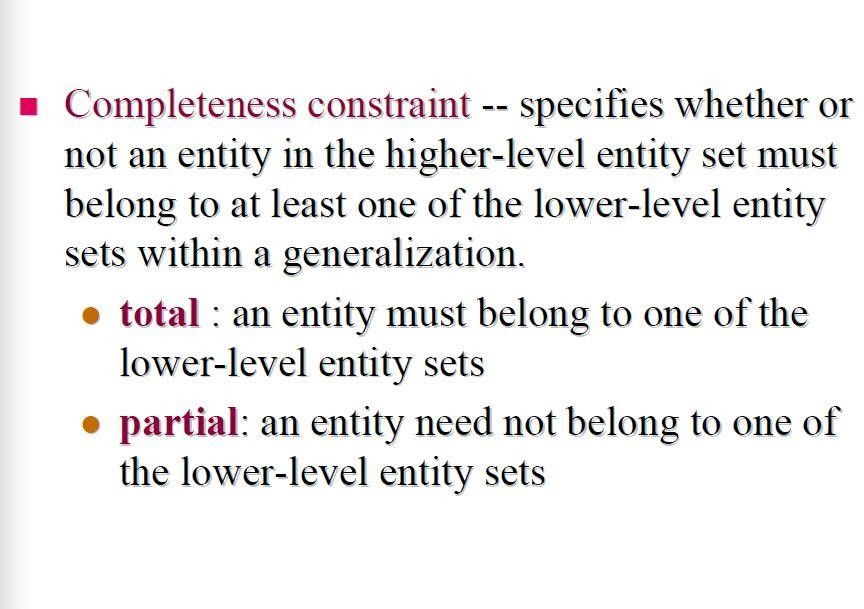 Completeness constraint -- specifies whether or
not an entity in the higher-level entity set must
belong to at least one of the lower-level entity
sets within a generalization.
total : an entity must belong to one of the
lower-level entity sets
partial: an entity need not belong to one of
the lower-level entity sets